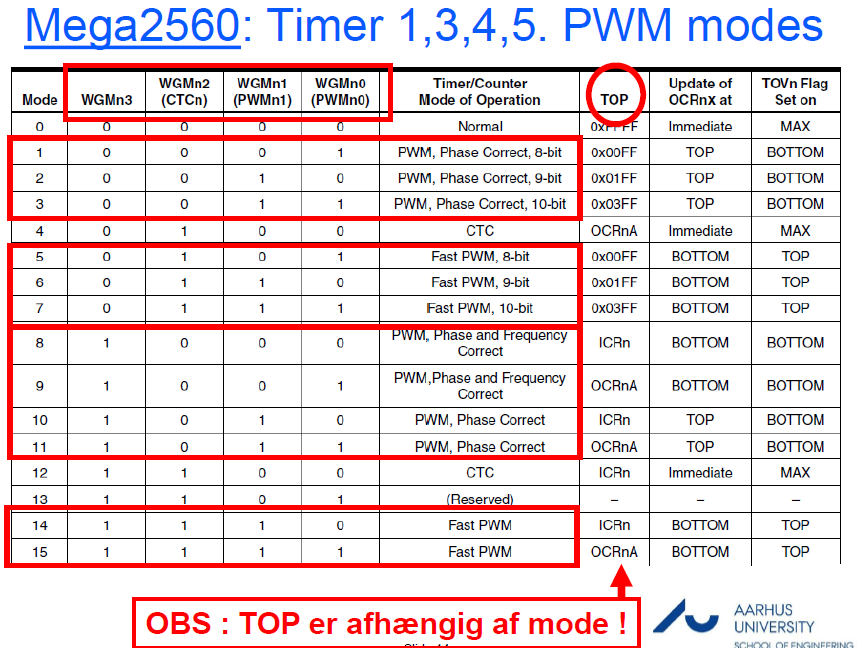 Mega2560: Timer 1,3,4,5. PWM modes
Mode WGMn3 WGMn2 (CTCn) WGMn1 (PWMn1) WGMn0 (PWMn0) Timer/Counter Mode of Operation TOP Update of OCRnX at TOVn Flag Set on
0 0 0 0 0 Normal 0xFFFF Immediate MAX
1 0 0 0 1 PWM, Phase Correct, 8-bit 0x00FF TOP BOTTOM
2 0 0 1 0 PWM, Phase Correct, 9-bit 0x01FF TOP BOTTOM
3 0 0 1 1 PWM, Phase Correct, 10-bit 0x03FF TOP BOTTOM
4 0 1 0 0 CTC OCRnA Immediate MAX
5 0 1 0 1 Fast PWM, 8-bit 0x00FF BOTTOM TOP
6 0 1 1 0 Fast PWM, 9-bit 0x01FF BOTTOM TOP
7 0 1 1 1 Fast PWM, 10-bit 0x03FF BOTTOM TOP
8 1 0 0 0 PWM, Phase and Frequency Correct ICRn BOTTOM BOTTOM
9 1 0 0 1 PWM,Phase and Frequency Correct OCRnA BOTTOM BOTTOM
10 1 0 1 0 PWM, Phase Correct ICRn TOP BOTTOM
11 1 0 1 1 PWM, Phase Correct OCRnA TOP BOTTOM
12 1 1 0 0 CTC ICRn Immediate MAX
13 1 1 0 1 (Reserved) – – –
14 1 1 1 0 Fast PWM ICRn BOTTOM TOP
15 1 1 1 1 Fast PWM OCRnA BOTTOM TOP
OBS : TOP er afhængig af mode !
AARHUS
UNIVERSITY
SCHOOL OF ENGINEERING